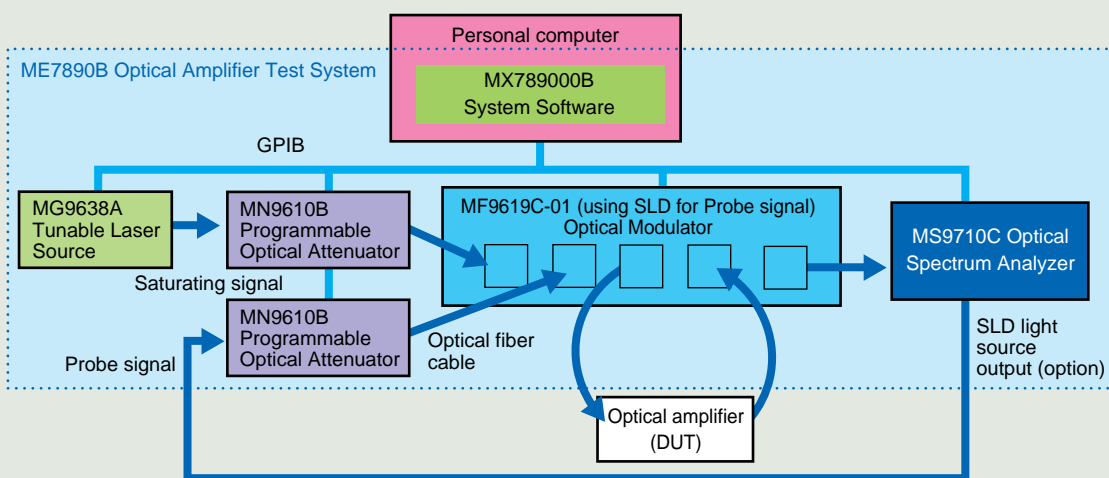 Personal computer
ME7890B Optical Amplifier Test System
MX789000B
System Software
GPIB
MG9638A
Tunable Laser
Source
MN9610B
Programmable
Optical Attenuator
MF9619C-01 (using SLD for Probe signal)
Optical Modulator
MS9710C Optical
Spectrum Analyzer
Saturating signal
MN9610B
Programmable
Optical Attenuator
Probe signal
Optical fiber
cable
SLD light
source
output (option)
Optical amplifier
(DUT)